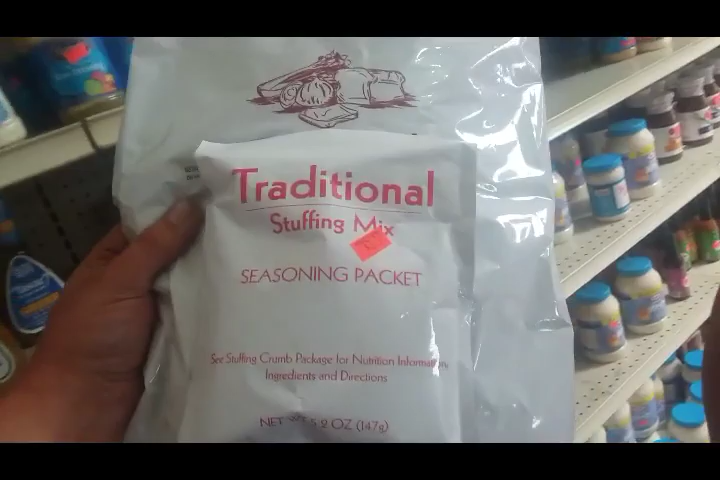 Traditional
Stuffing Mix
SEASONING PACKET
See Stuffing Crumb Package for Nutrition Information,
Ingredients and Directions
NET WT 5.2 OZ (147g)